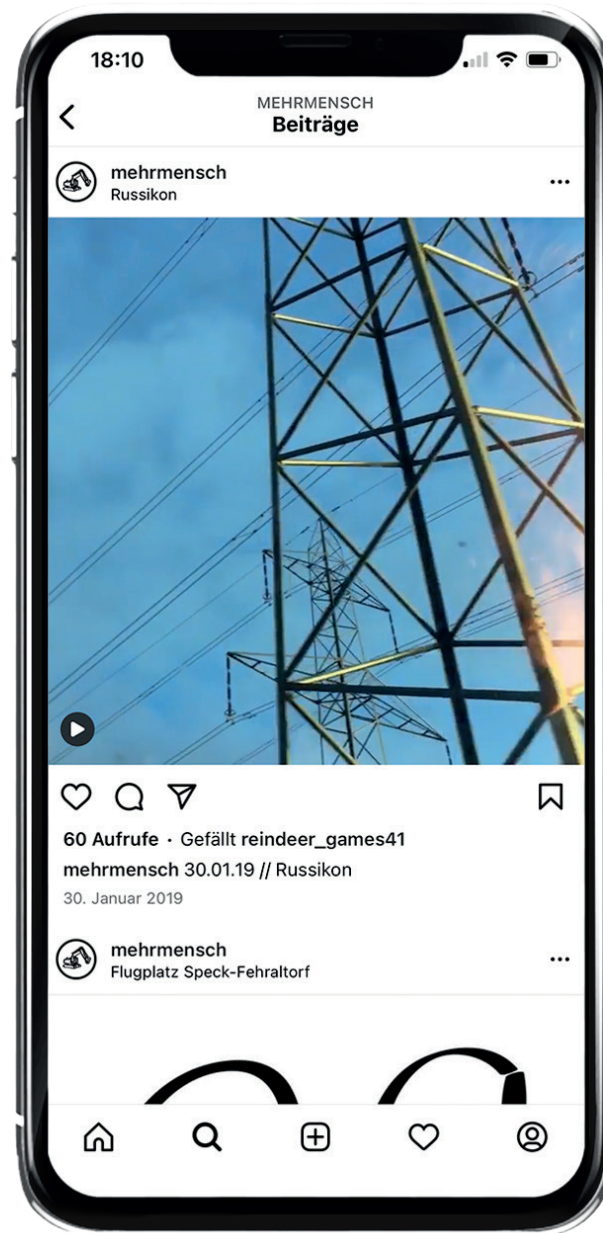 18:10
MEHRMENSCH
Beiträge
mehrmensch
Russikon
60 Aufrufe · Gefällt reindeer_games41
mehrmensch 30.01.19 // Russikon
30. Januar 2019
mehrmensch
Flugplatz Speck-Fehraltorf